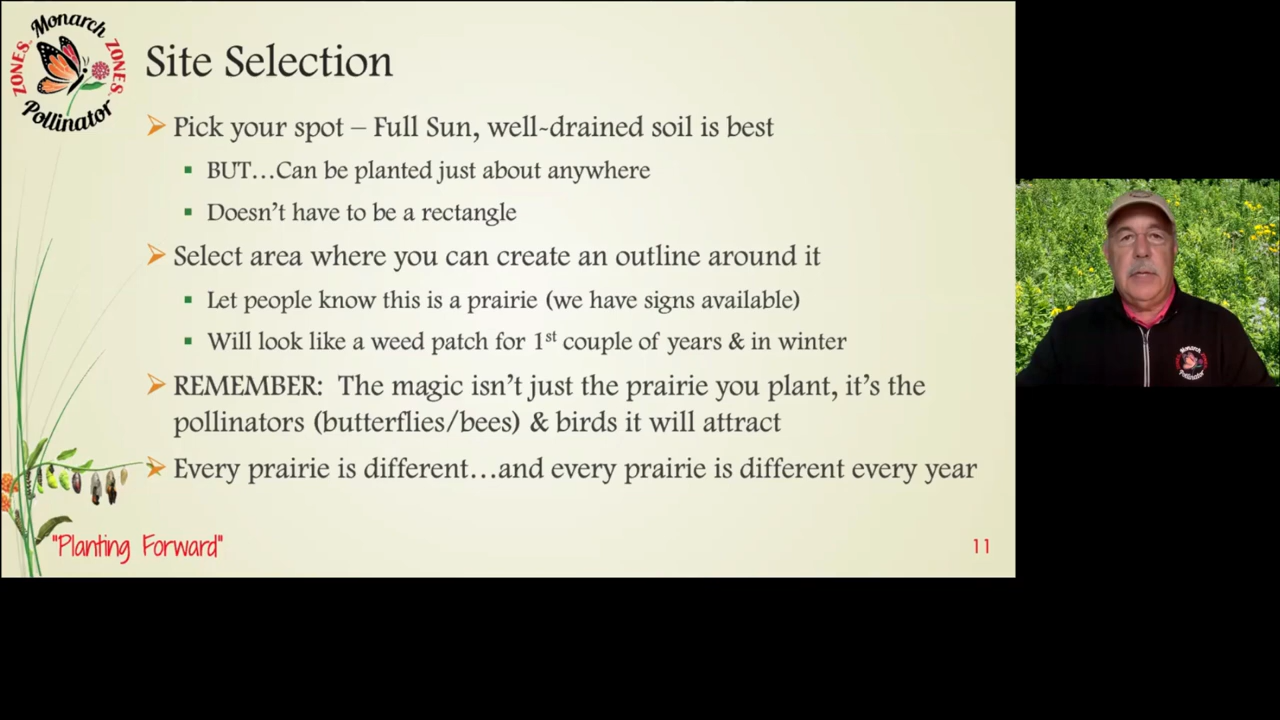 Monarch
ZONES
ZONES
Pollinator
Site Selection
Pick your spot – Full Sun, well-drained soil is best
BUT…Can be planted just about anywhere
Doesn't have to be a rectangle
Select area where you can create an outline around it
Let people know this is a prairie (we have signs available)
Will look like a weed patch for 1st couple of years & in winter
REMEMBER: The magic isn't just the prairie you plant, it's the
pollinators (butterflies/bees) & birds it will attract
Every prairie is different…and every prairie is different every year
"Planting Forward"
11
Monarch
Pollinator